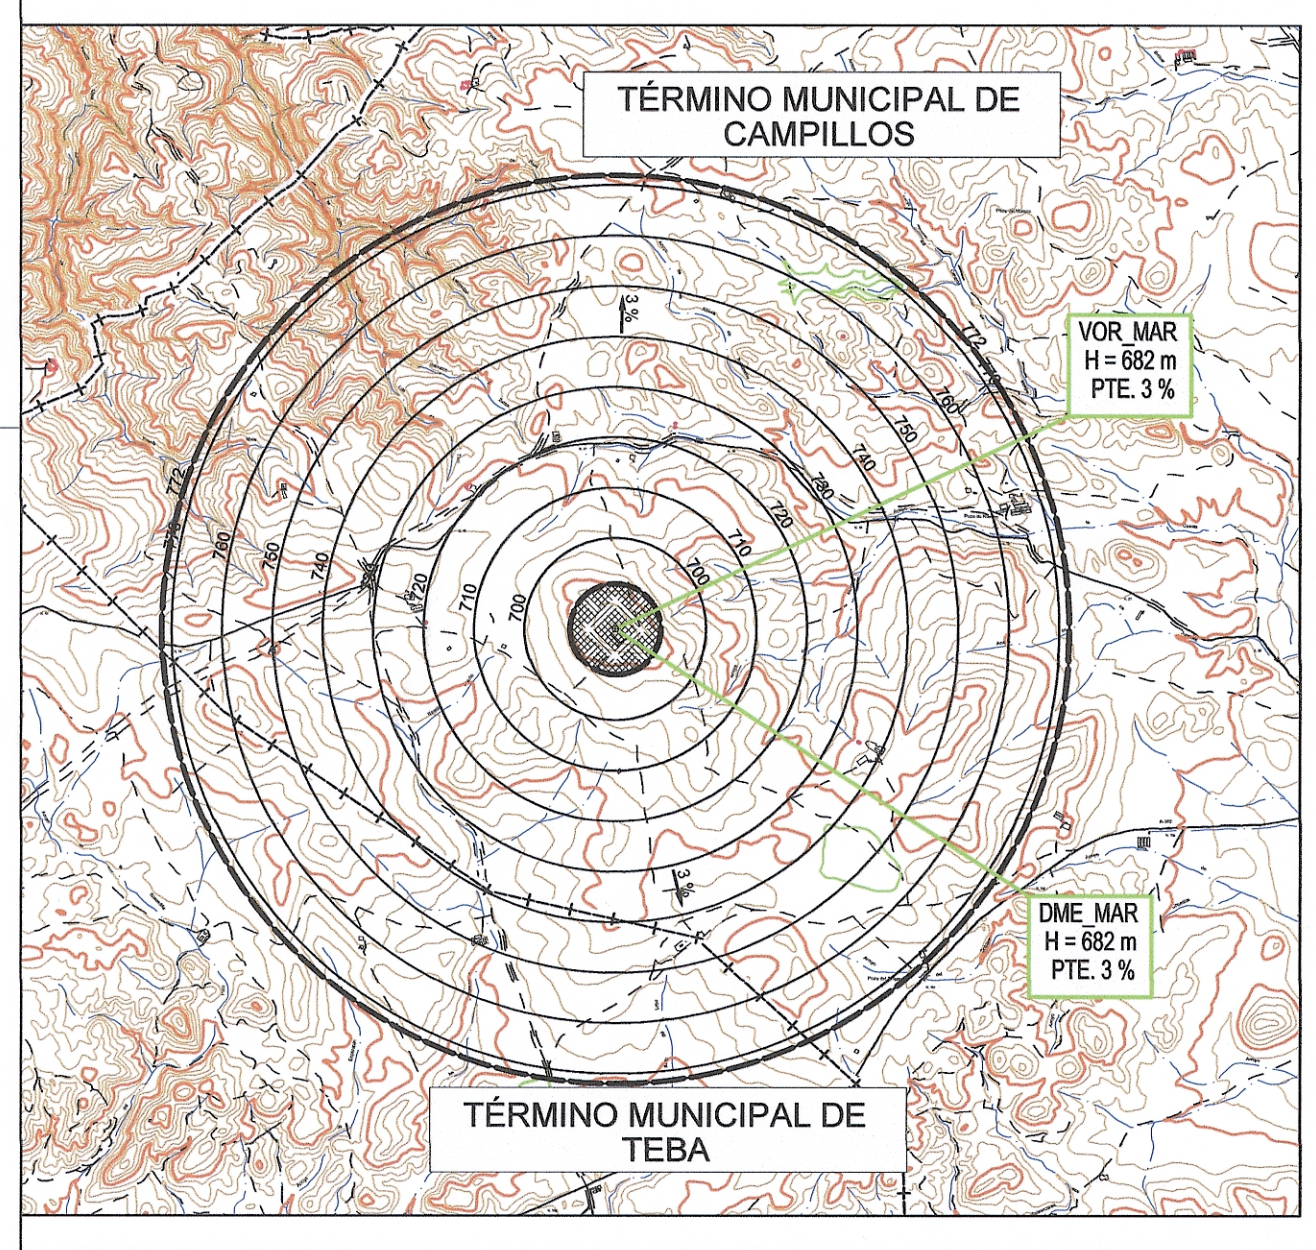 TÉRMINO MUNICIPAL DE
CAMPILLOS
VOR_MAR
H = 682 m
PTE. 3 %
3 %
772
760
750
740
730
720
710
700
772
760
750
740
720
710
700
3 %
DME_MAR
H = 682 m
PTE. 3 %
TÉRMINO MUNICIPAL DE
TEBA